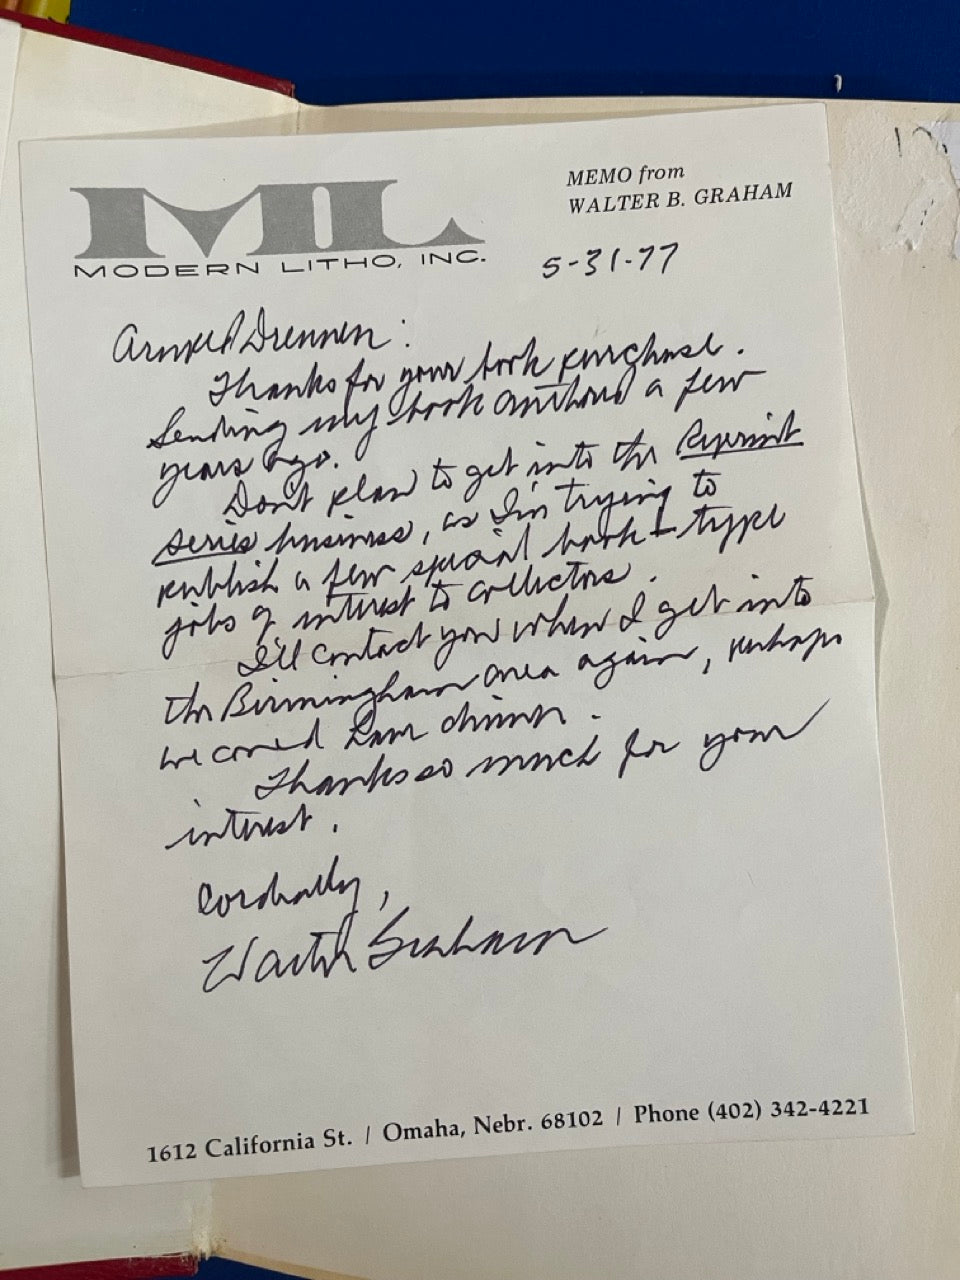 ML
MODERN LITHO, INC.
MEMO from
WALTER B. GRAHAM
5-31-77
Arnold Drennen:
Thanks for your book purchase.
Sending my book authored a few
years ago.
Don't plan to get into the Reprint
series business, as I'm trying to
publish a few special book-type
jobs of interest to collectors.
I'll contact you when I get into
the Birmingham area again, perhaps
we could have dinner.
Thanks so much for your
interest.
Cordially,
Walter Graham
1612 California St. / Omaha, Nebr. 68102 / Phone (402) 342-4221